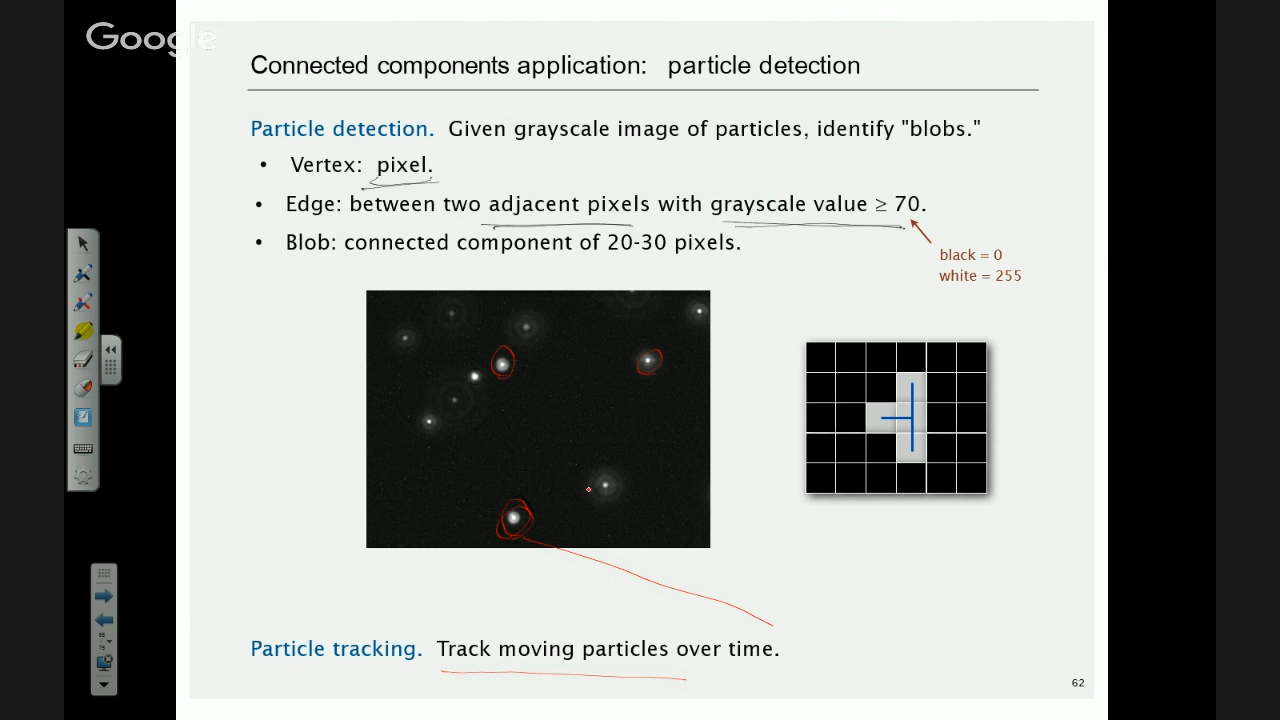 Google
Connected components application: particle detection
Particle detection. Given grayscale image of particles, identify "blobs."
• Vertex: pixel.
• Edge: between two adjacent pixels with grayscale value ≥ 70.
• Blob: connected component of 20-30 pixels.
black = 0
white = 255
Particle tracking. Track moving particles over time.
62